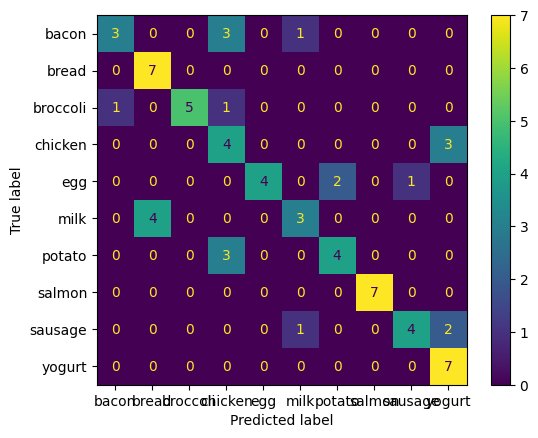 bacon 3 0 0 3 0 1 0 0 0 0
bread 0 7 0 0 0 0 0 0 0 0
broccoli 1 0 5 1 0 0 0 0 0 0
chicken 0 0 0 4 0 0 0 0 0 3
egg 0 0 0 0 4 0 2 0 1 0
milk 0 4 0 0 0 3 0 0 0 0
potato 0 0 0 3 0 0 4 0 0 0
salmon 0 0 0 0 0 0 0 7 0 0
sausage 0 0 0 0 0 1 0 0 4 2
yogurt 0 0 0 0 0 0 0 0 0 7
bacon bread broccoli chicken egg milk potato salmon sausage yogurt
Predicted label
True label
7
6
5
4
3
2
1
0